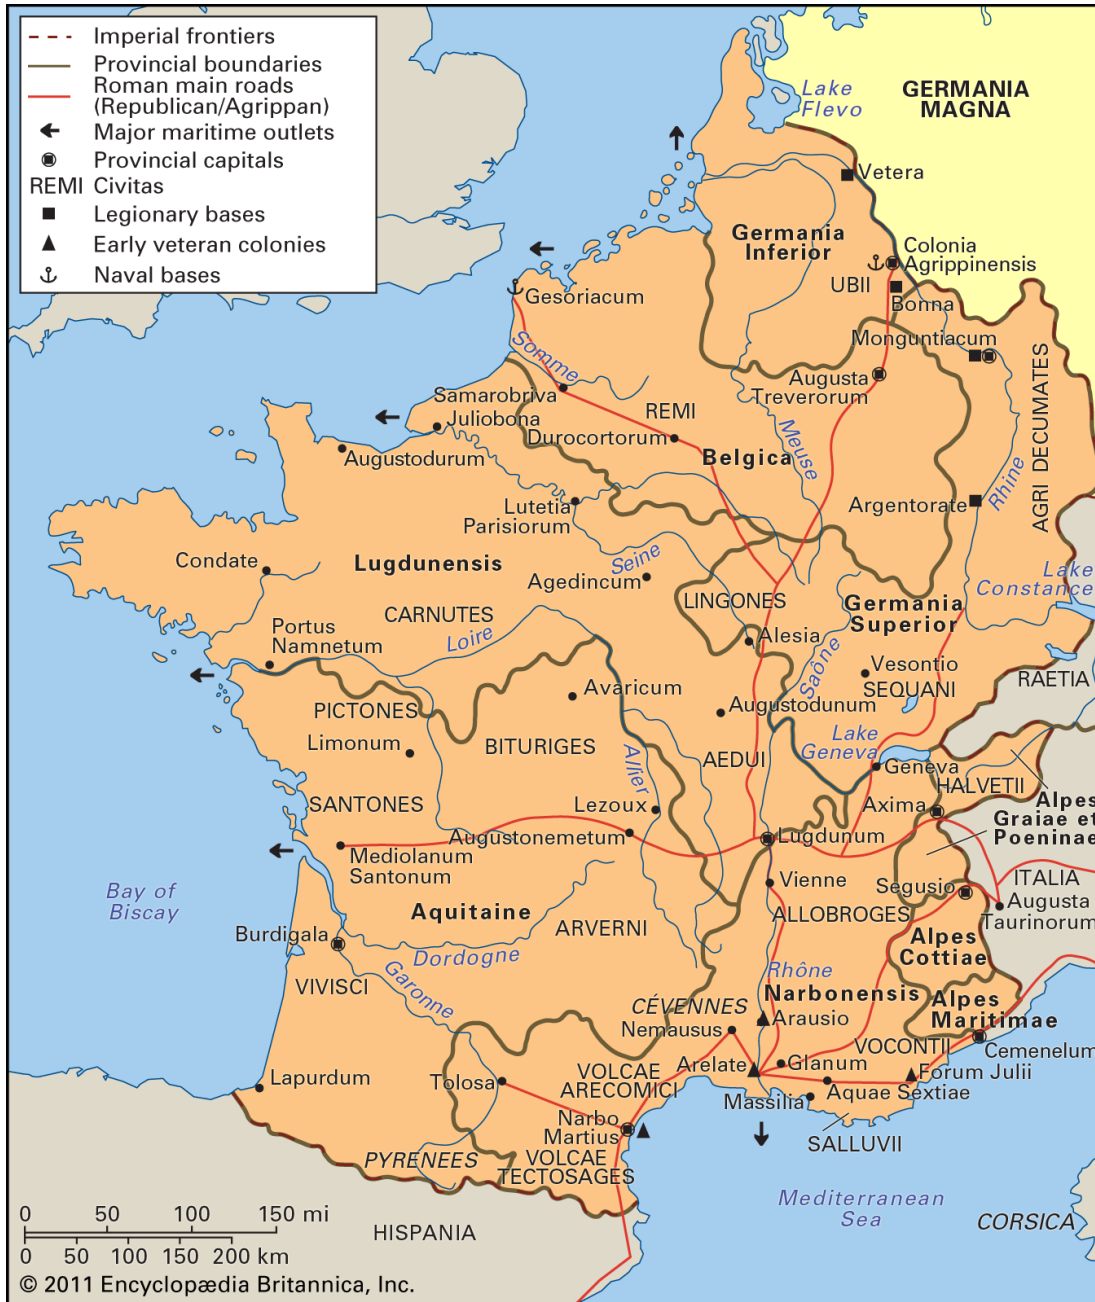 Imperial frontiers
Provincial boundaries
Roman main roads
(Republican/Agrippan)
Major maritime outlets
Provincial capitals
REMI Civitas
Legionary bases
Early veteran colonies
Naval bases
Lake
Flevo
GERMANIA
MAGNA
Vetera
Germania
Inferior
Colonia
Agrippinensis
UBII
Bonna
Gesoriacum
Monguntiacum
Somme
Augusta
Treverorum
Samarobriva
Juliobona
REMI
Durocortorum
Belgica
Meuse
AGRI DECUMATES
Rhine
Augustodurum
Argentorate
Lutetia
Parisiorum
Condate
Lugdunensis
Seine
Agedincum
Lake
Constance
LINGONES
Germania
Superior
CARNUTES
Loire
Portus
Namnetum
Alesia
Saône
Vesontio
SEQUANI
RAETIA
Avaricum
Augustodunum
PICTONES
Limonum
BITURIGES
Allier
AEDUI
Lake
Geneva
Geneva
HALVETII
SANTONES
Lezoux
Axima
Alpes
Graiae et
Poeninae
Augustonemetum
Lugdunum
Mediolanum
Santonum
Vienne
Segusio
ITALIA
Augusta
Taurinorum
Bay of
Biscay
Aquitaine
ARVERNI
ALLOBROGES
Burdigala
Dordogne
Alpes
Cottiae
VIVISCI
Garonne
Rhône
Narbonensis
CÉVENNES
Alpes
Maritimae
Nemausus
Arausio
VOCONTII
Cemenelum
Lapurdum
Tolosa
VOLCAE
ARECOMICI
Arelate
Glanum
Forum Julii
Massilia
Aquae Sextiae
Narbo
Martius
SALLUVII
PYRENEES
VOLCAE
TECTOSAGES
Mediterranean
Sea
CORSICA
HISPANIA
0 50 100 150 mi
0 50 100 150 200 km
© 2011 Encyclopædia Britannica, Inc.